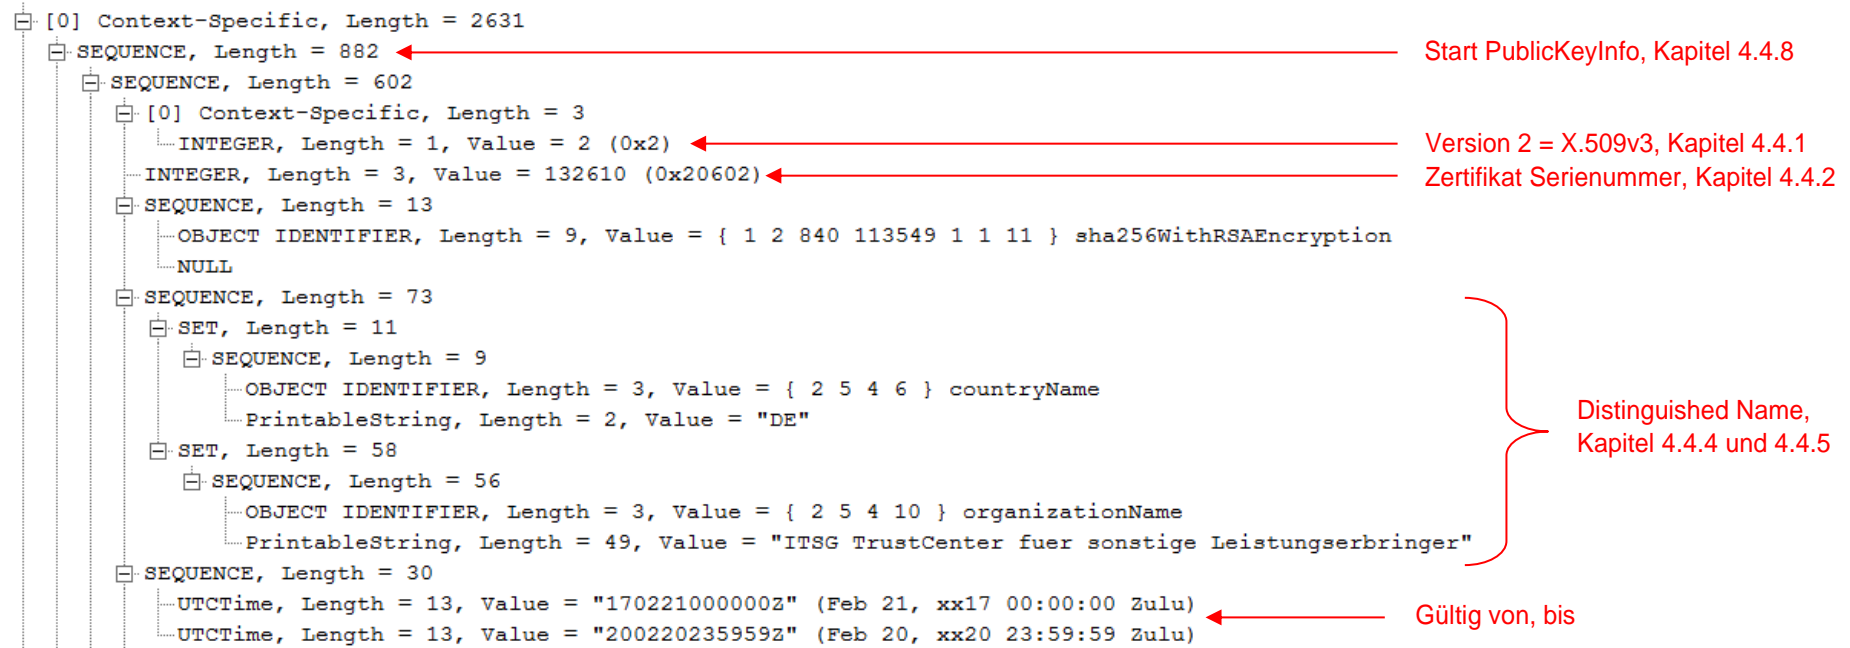 [0] Context-Specific, Length = 2631
SEQUENCE, Length = 882
Start PublicKeyInfo, Kapitel 4.4.8
SEQUENCE, Length = 602
[0] Context-Specific, Length = 3
INTEGER, Length = 1, Value = 2 (0x2)
Version 2 = X.509v3, Kapitel 4.4.1
INTEGER, Length = 3, Value = 132610 (0x20602)
Zertifikat Serienummer, Kapitel 4.4.2
SEQUENCE, Length = 13
OBJECT IDENTIFIER, Length = 9, Value = { 1 2 840 113549 1 1 11 } sha256WithRSAEncryption
NULL
SEQUENCE, Length = 73
SET, Length = 11
SEQUENCE, Length = 9
OBJECT IDENTIFIER, Length = 3, Value = { 2 5 4 6 } countryName
PrintableString, Length = 2, Value = "DE"
Distinguished Name,
Kapitel 4.4.4 und 4.4.5
SET, Length = 58
SEQUENCE, Length = 56
OBJECT IDENTIFIER, Length = 3, Value = { 2 5 4 10 } organizationName
PrintableString, Length = 49, Value = "ITSG TrustCenter fuer sonstige Leistungserbringer"
SEQUENCE, Length = 30
UTCTime, Length = 13, Value = "170221000000Z" (Feb 21, xx17 00:00:00 Zulu)
Gültig von, bis
UTCTime, Length = 13, Value = "200220235959Z" (Feb 20, xx20 23:59:59 Zulu)